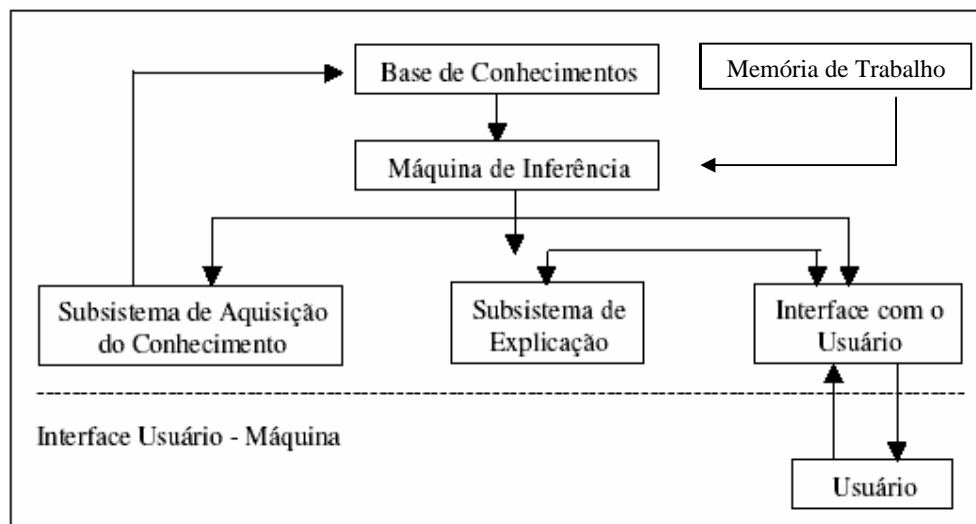 Base de Conhecimentos
Memória de Trabalho
Máquina de Inferência
Subsistema de Aquisição
do Conhecimento
Subsistema de
Explicação
Interface com o
Usuário
Interface Usuário - Máquina
Usuário